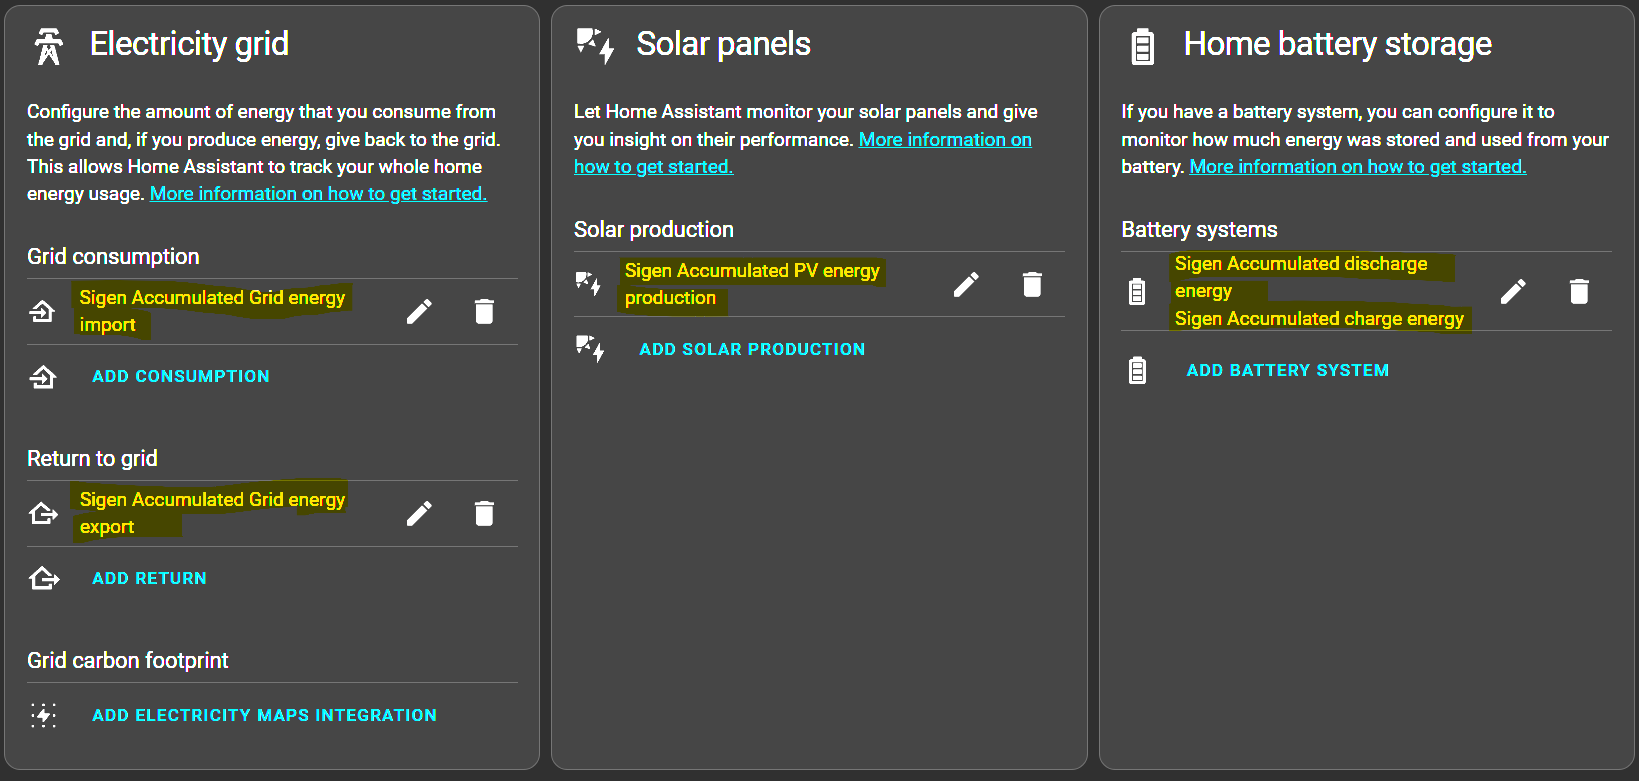 Electricity grid
Configure the amount of energy that you consume from
the grid and, if you produce energy, give back to the grid.
This allows Home Assistant to track your whole home
energy usage. More information on how to get started.
Grid consumption
Sigen Accumulated Grid energy
import
ADD CONSUMPTION
Return to grid
Sigen Accumulated Grid energy
export
ADD RETURN
Grid carbon footprint
ADD ELECTRICITY MAPS INTEGRATION
Solar panels
Let Home Assistant monitor your solar panels and give
you insight on their performance. More information on
how to get started.
Solar production
Sigen Accumulated PV energy
production
ADD SOLAR PRODUCTION
Home battery storage
If you have a battery system, you can configure it to
monitor how much energy was stored and used from your
battery. More information on how to get started.
Battery systems
Sigen Accumulated discharge
energy
Sigen Accumulated charge energy
ADD BATTERY SYSTEM